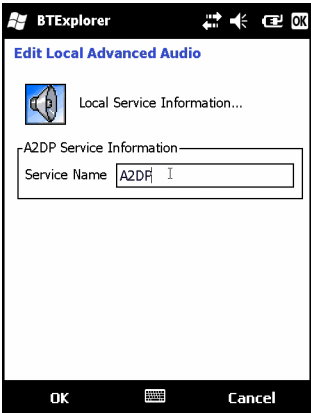 BTExplorer
OK
Edit Local Advanced Audio
Local Service Information...
A2DP Service Information
Service Name A2DP
OK Cancel